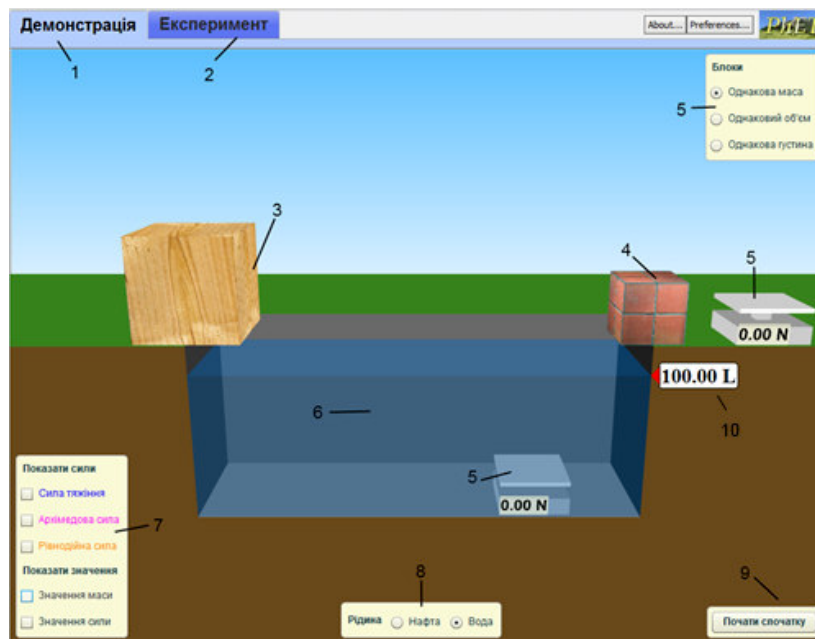 Демонстрація Експеримент
About... Preferences... PhET
1
2
Блоки
Однакова маса
5
Однаковий об'єм
Однакова густина
3
4
5
0.00 N
100.00 L
6
10
5
0.00 N
Показати сили
Сила тяжіння
Архімедова сила
7
Рівнодійна сила
Показати значення
Значення маси
Значення сили
8
Рідина Нафта Вода
9
Почати спочатку